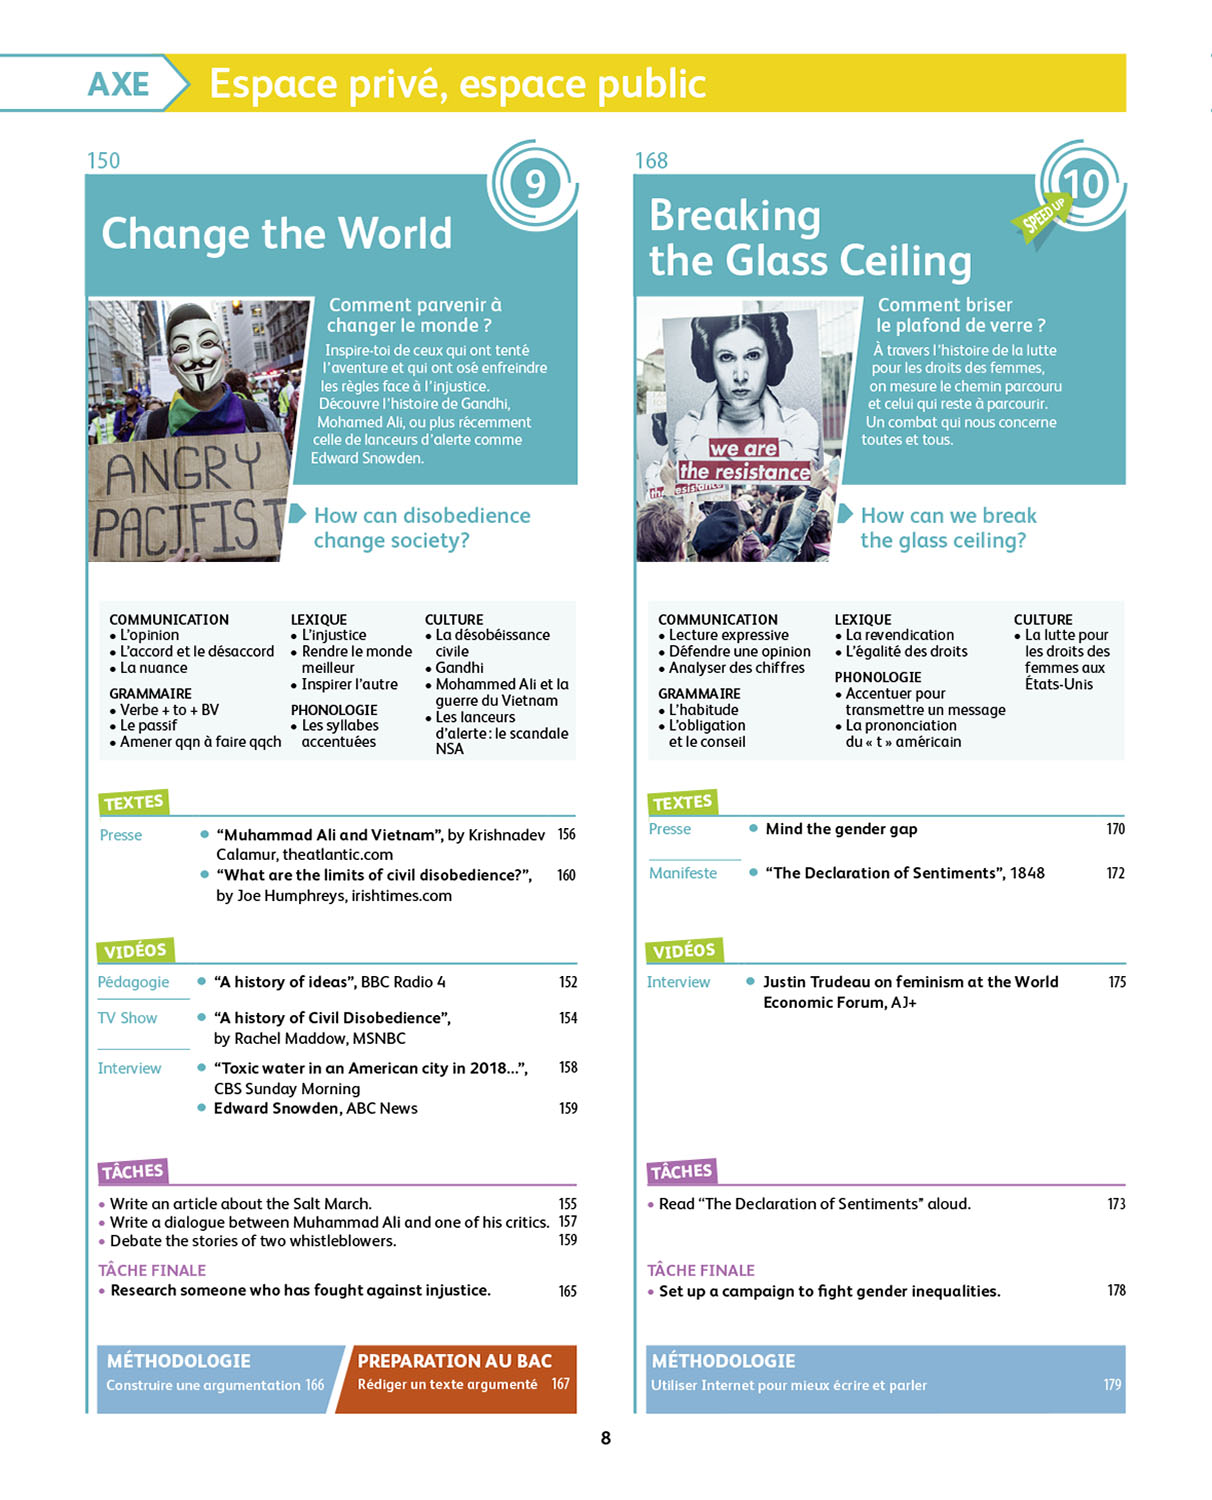 AXE
Espace privé, espace public
150
9
Change the World
Comment parvenir à
changer le monde ?
Inspire-toi de ceux qui ont tenté
l'aventure et qui ont osé enfreindre
les règles face à l'injustice.
Découvre l'histoire de Gandhi,
Mohamed Ali, ou plus récemment
celle de lanceurs d'alerte comme
Edward Snowden.
ANGRY
PACIFIST
How can disobedience
change society?
COMMUNICATION
• L'opinion
• L'accord et le désaccord
• La nuance
GRAMMAIRE
• Verbe + to + BV
• Le passif
• Amener qqn à faire qqch
LEXIQUE
• L'injustice
• Rendre le monde
meilleur
• Inspirer l'autre
PHONOLOGIE
• Les syllabes
accentuées
CULTURE
• La désobéissance
civile
• Gandhi
• Mohammed Ali et la
guerre du Vietnam
• Les lanceurs
d'alerte : le scandale
NSA
TEXTES
Presse • “Muhammad Ali and Vietnam”, by Krishnadev 156
Calamur, theatlantic.com
• “What are the limits of civil disobedience?”, 160
by Joe Humphreys, irishtimes.com
VIDÉOS
Pédagogie • “A history of ideas”, BBC Radio 4 152
TV Show • “A history of Civil Disobedience”, 154
by Rachel Maddow, MSNBC
Interview • “Toxic water in an American city in 2018...”, 158
CBS Sunday Morning
• Edward Snowden, ABC News 159
TÂCHES
• Write an article about the Salt March. 155
• Write a dialogue between Muhammad Ali and one of his critics. 157
• Debate the stories of two whistleblowers. 159
TÂCHE FINALE
• Research someone who has fought against injustice. 165
MÉTHODOLOGIE
Construire une argumentation 166
PREPARATION AU BAC
Rédiger un texte argumenté 167
168
10
SPEED UP
Breaking
the Glass Ceiling
Comment briser
le plafond de verre ?
À travers l'histoire de la lutte
pour les droits des femmes,
on mesure le chemin parcouru
et celui qui reste à parcourir.
Un combat qui nous concerne
toutes et tous.
we are
the resistance
How can we break
the glass ceiling?
COMMUNICATION
• Lecture expressive
• Défendre une opinion
• Analyser des chiffres
GRAMMAIRE
• L'habitude
• L'obligation
et le conseil
LEXIQUE
• La revendication
• L'égalité des droits
PHONOLOGIE
• Accentuer pour
transmettre un message
• La prononciation
du « t » américain
CULTURE
• La lutte pour
les droits des
femmes aux
États-Unis
TEXTES
Presse • Mind the gender gap 170
Manifeste • “The Declaration of Sentiments”, 1848 172
VIDÉOS
Interview • Justin Trudeau on feminism at the World 175
Economic Forum, AJ+
TÂCHES
• Read “The Declaration of Sentiments” aloud. 173
TÂCHE FINALE
• Set up a campaign to fight gender inequalities. 178
MÉTHODOLOGIE
Utiliser Internet pour mieux écrire et parler 179
8